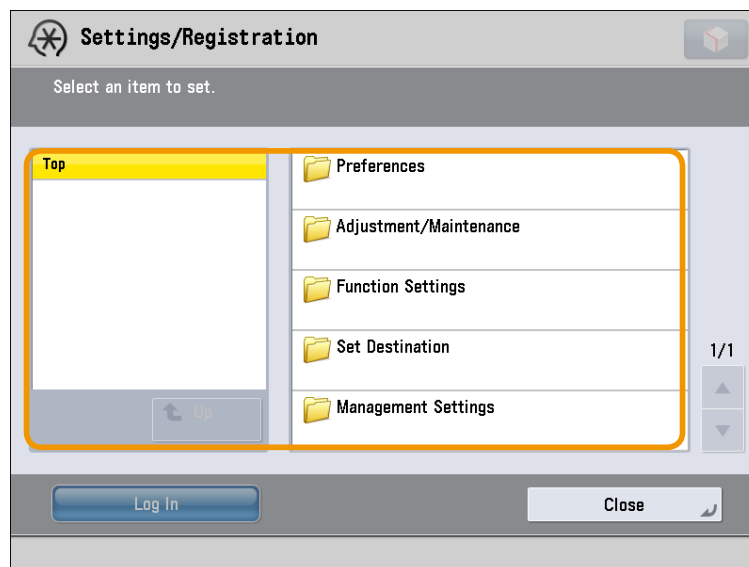 Settings/Registration
Select an item to set.
Top
Preferences
Adjustment/Maintenance
Function Settings
Set Destination
1/1
Up
Management Settings
Log In
Close